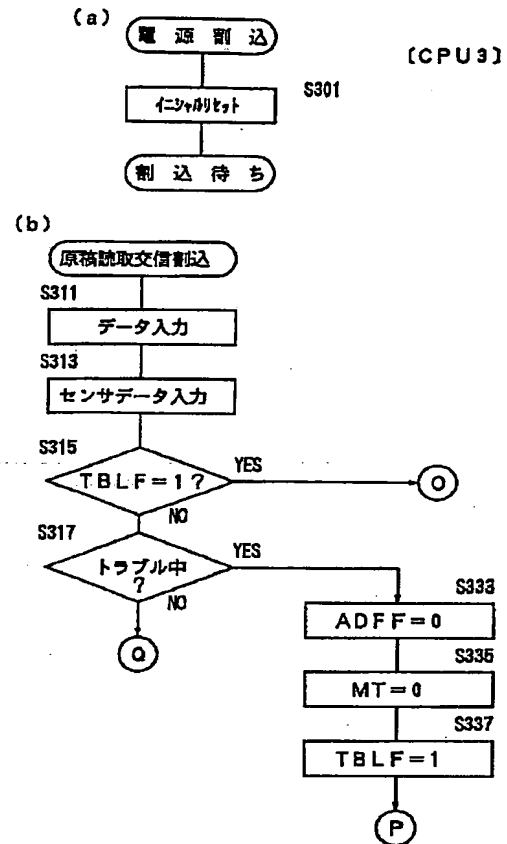 (a)
電源割込
[CPU3]
S301
イニシャルリセット
割込待ち
(b)
原稿読取交信割込
S311
データ入力
S313
センサデータ入力
S315
TBLF=1?
YES
O
NO
S317
トラブル中
?
YES
NO
Q
S333
ADFF=0
S335
MT=0
S337
TBLF=1
P